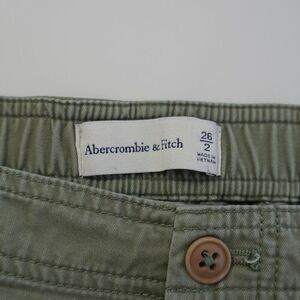 Abercrombie & Fitch
26
2
MADE IN
VIETNAM